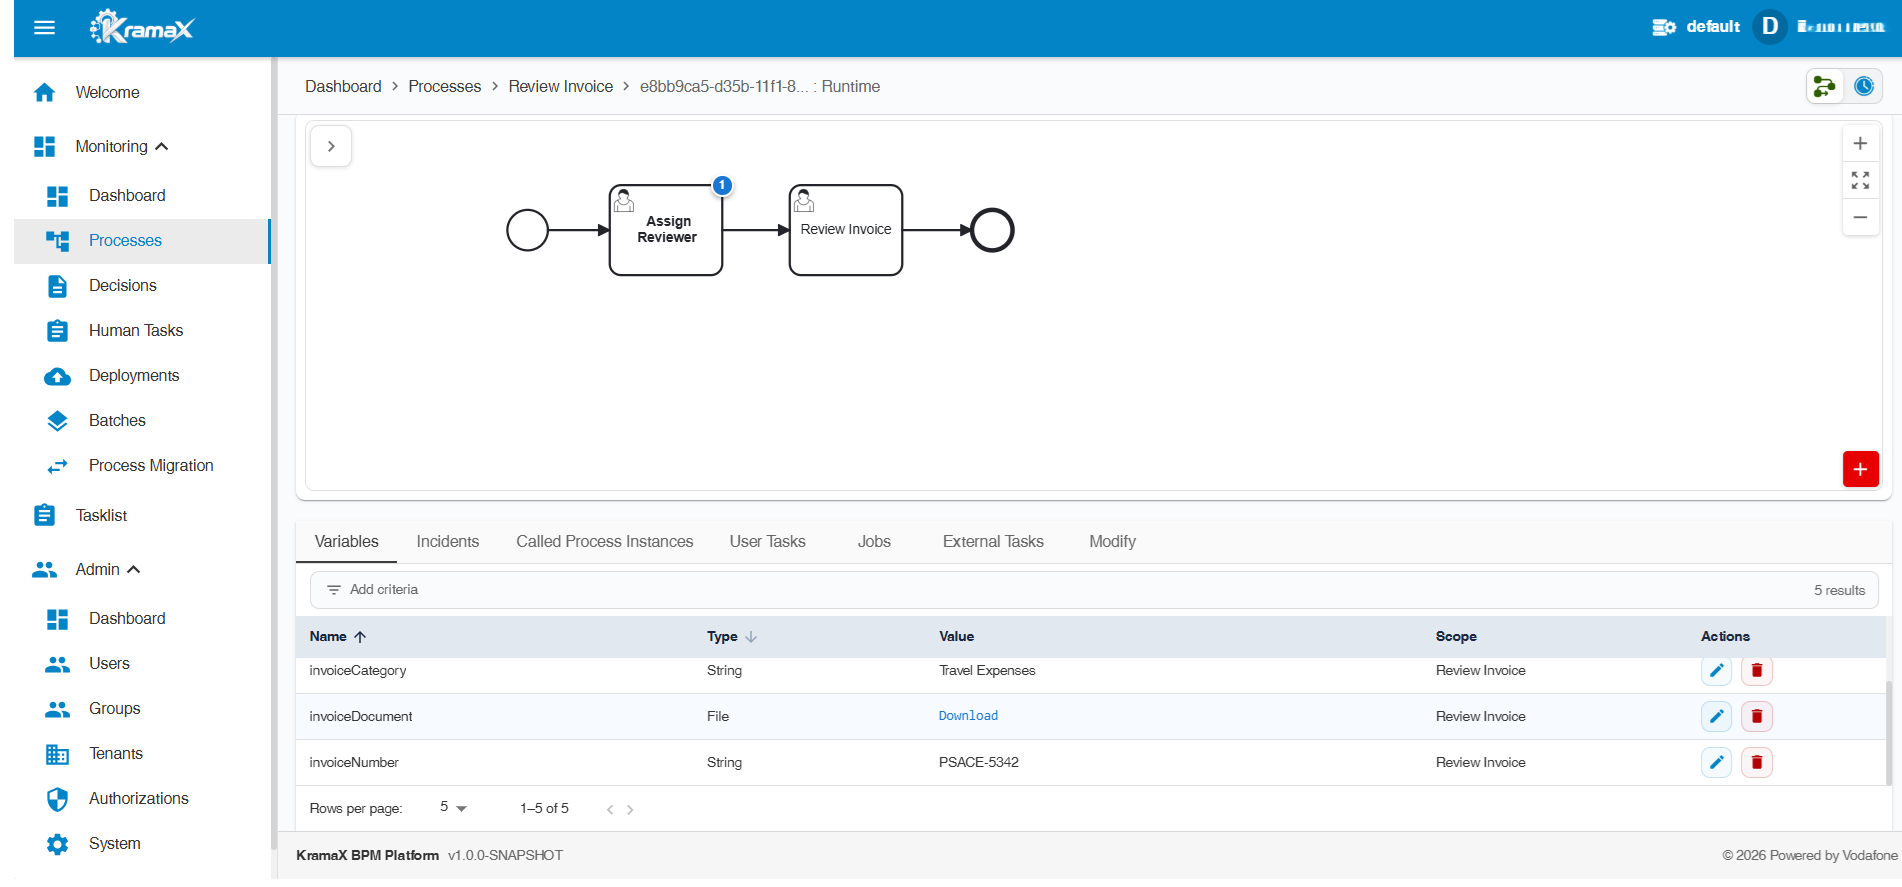 KramaX
default
D
Welcome
Monitoring
Dashboard
Processes
Decisions
Human Tasks
Deployments
Batches
Process Migration
Tasklist
Admin
Dashboard
Users
Groups
Tenants
Authorizations
System
Dashboard > Processes > Review Invoice > e8bb9ca5-d35b-11f1-8... : Runtime
Assign
Reviewer
1
Review Invoice
Variables Incidents Called Process Instances User Tasks Jobs External Tasks Modify
Add criteria 5 results
Name Type Value Scope Actions
invoiceCategory String Travel Expenses Review Invoice
invoiceDocument File Download Review Invoice
invoiceNumber String PSACE-5342 Review Invoice
Rows per page: 5 1–5 of 5
KramaX BPM Platform v1.0.0-SNAPSHOT © 2026 Powered by Vodafone